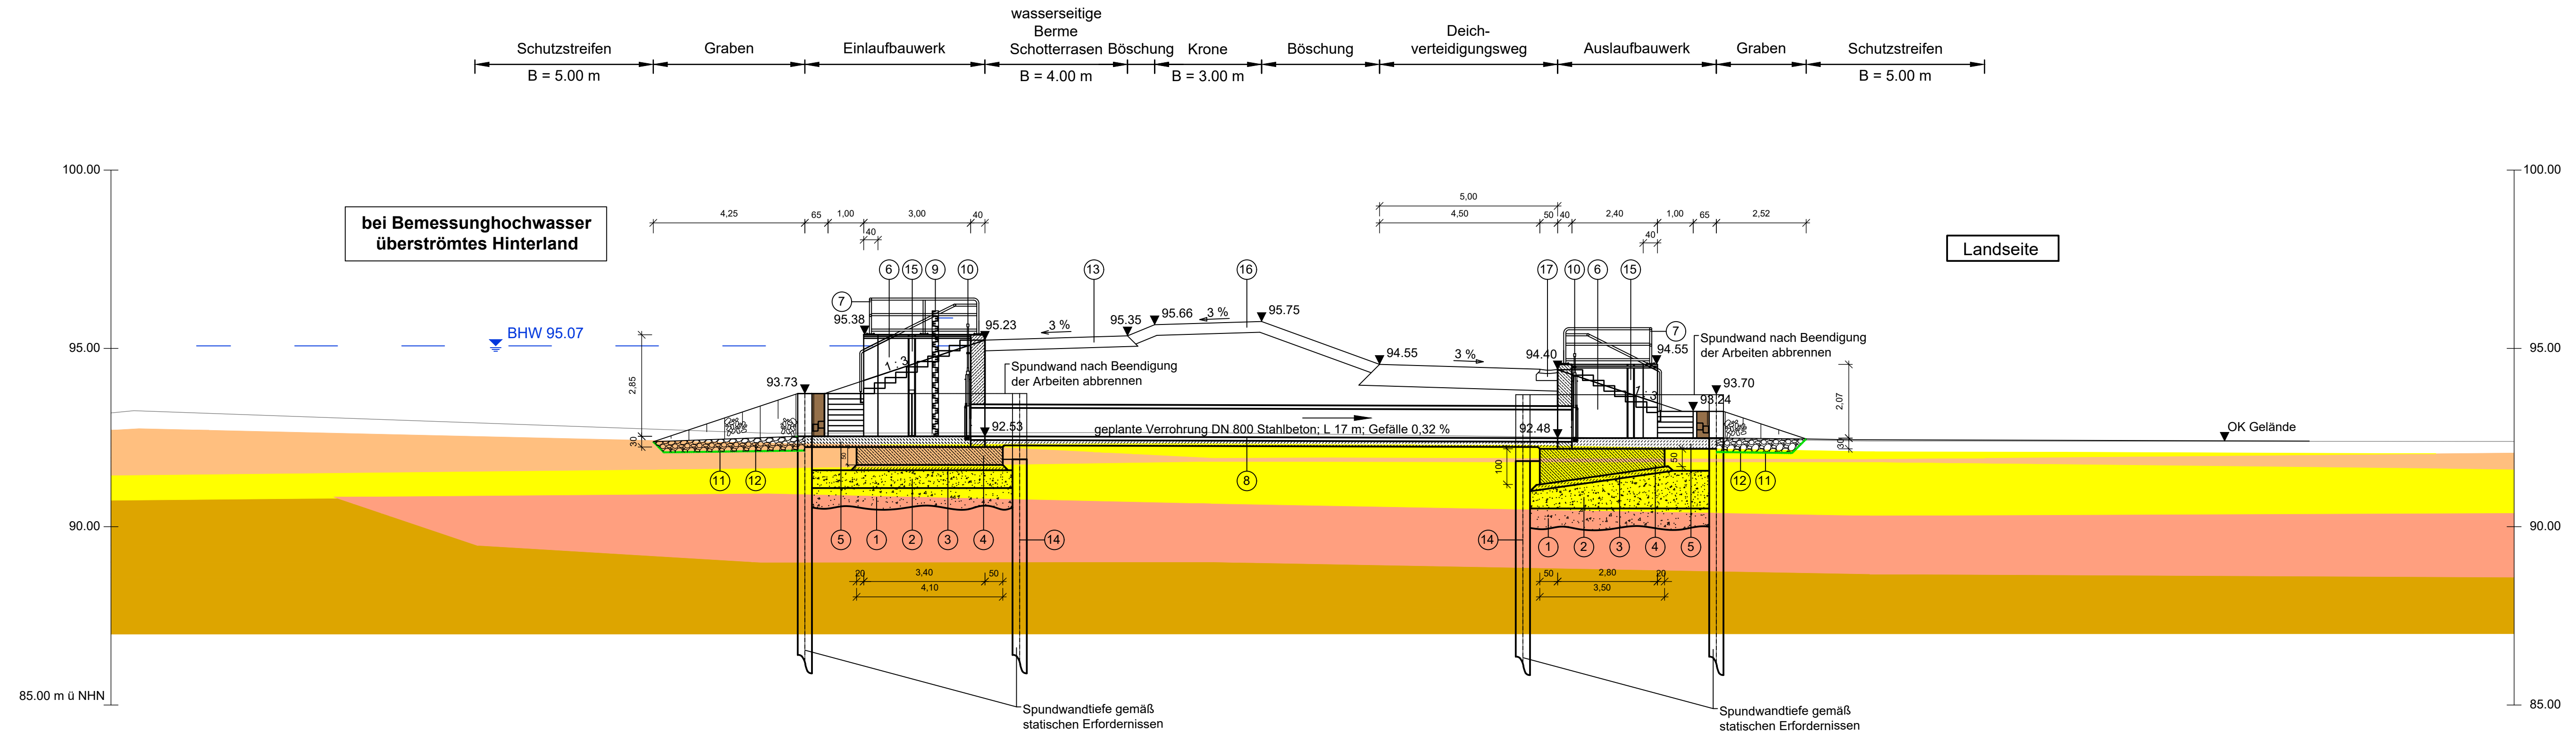 wasserseitige
Berme
Schutzstreifen Graben Einlaufbauwerk Schotterrasen Böschung Krone Böschung
Deich-
verteidigungsweg Auslaufbauwerk Graben Schutzstreifen
B = 5.00 m B = 4.00 m B = 3.00 m B = 5.00 m
100.00 100.00
bei Bemessunghochwasser
überströmtes Hinterland
Landseite
5,00
4,25 65 1,00 3,00 40 4,50 50 40 2,40 1,00 65 2,52
40 40
6 15 9 10 13 16 17 10 6 15
7 7
95.38 95.23 3 % 95.35 95.66 3 % 95.75
BHW 95.07
95.00 95.00
Spundwand nach Beendigung
der Arbeiten abbrennen
94.55 3 % 94.40 94.55
1 : 3 1 : 3
Spundwand nach Beendigung
der Arbeiten abbrennen
2,85 93.73 93.70 93.24 2,07
92.53 geplante Verrohrung DN 800 Stahlbeton; L 17 m; Gefälle 0,32 % 92.48
OK Gelände
30 50 100 50 30
11 12 8 12 11
90.00 90.00
5 1 2 3 4 14 14 1 2 3 4 5
20 3,40 50 50 2,80 20
4,10 3,50
85.00 m ü NHN 85.00
Spundwandtiefe gemäß
statischen Erfordernissen
Spundwandtiefe gemäß
statischen Erfordernissen